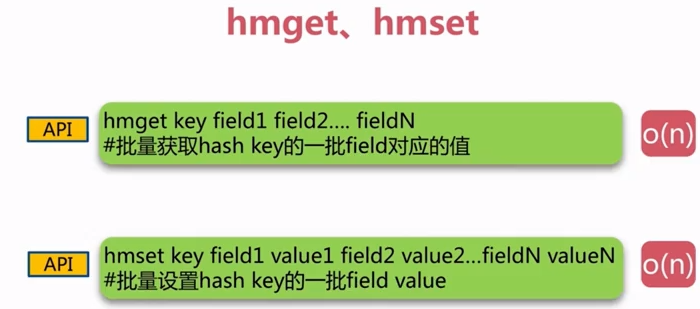 hmget、hmset
API
hmget key field1 field2.... fieldN
#批量获取hash key的一批field对应的值
o(n)
API
hmset key field1 value1 field2 value2...fieldN valueN
#批量设置hash key的一批field value
o(n)